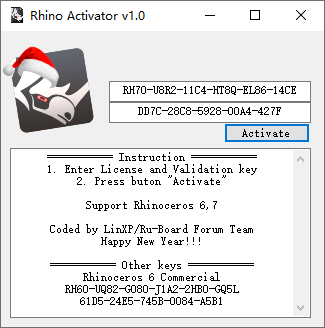 Rhino Activator v1.0
RH70-U8R2-11C4-HT8Q-EL86-14CE
DD7C-28C8-5928-00A4-427F
Activate
========== Instruction ==========
1. Enter License and Validation key
2. Press buton "Activate"
Support Rhinoceros 6,7
Coded by LinXP/Ru-Board Forum Team
Happy New Year!!!
========== Other keys ==========
Rhinoceros 6 Commercial
RH60-UQ82-G080-J1A2-2HB0-GQ5L
61D5-24E5-745B-0084-A5B1